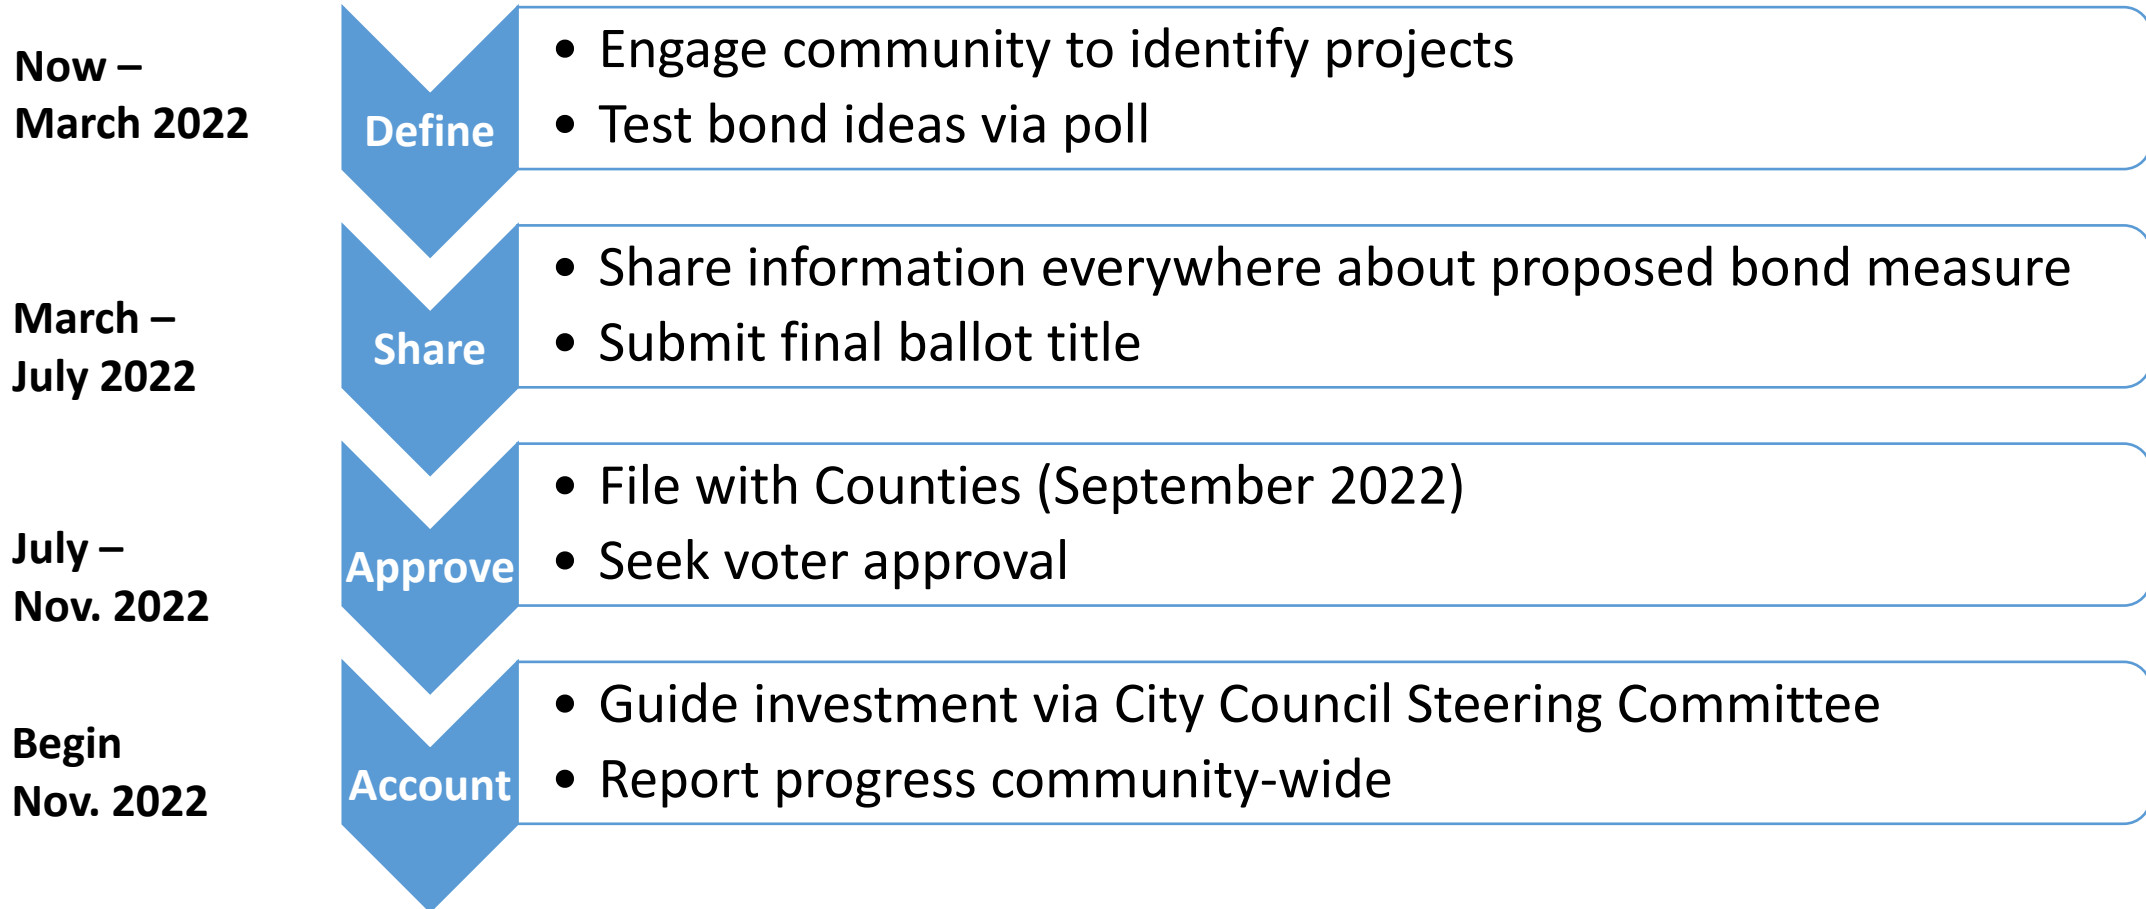 Now –
March 2022
Define
• Engage community to identify projects
• Test bond ideas via poll
March –
July 2022
Share
• Share information everywhere about proposed bond measure
• Submit final ballot title
July –
Nov. 2022
Approve
• File with Counties (September 2022)
• Seek voter approval
Begin
Nov. 2022
Account
• Guide investment via City Council Steering Committee
• Report progress community-wide